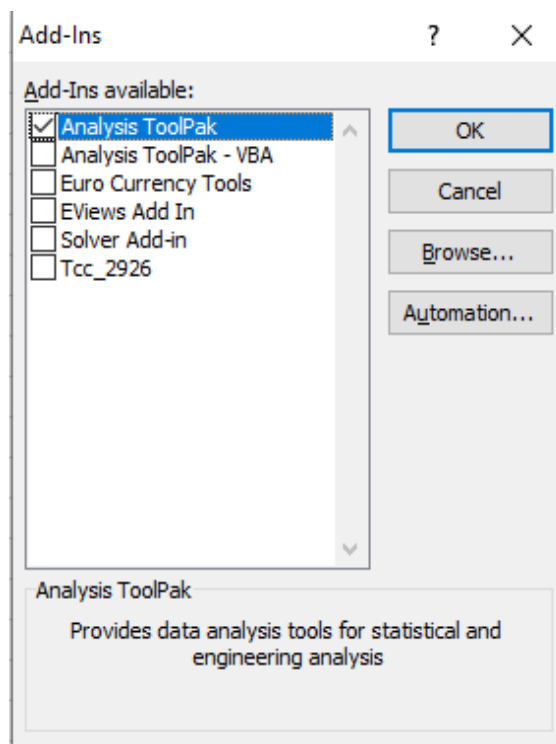 Add-Ins
?
Add-Ins available:
Analysis ToolPak
Analysis ToolPak - VBA
Euro Currency Tools
EViews Add In
Solver Add-in
Tcc_2926
OK
Cancel
Browse...
Automation...
Analysis ToolPak
Provides data analysis tools for statistical and
engineering analysis